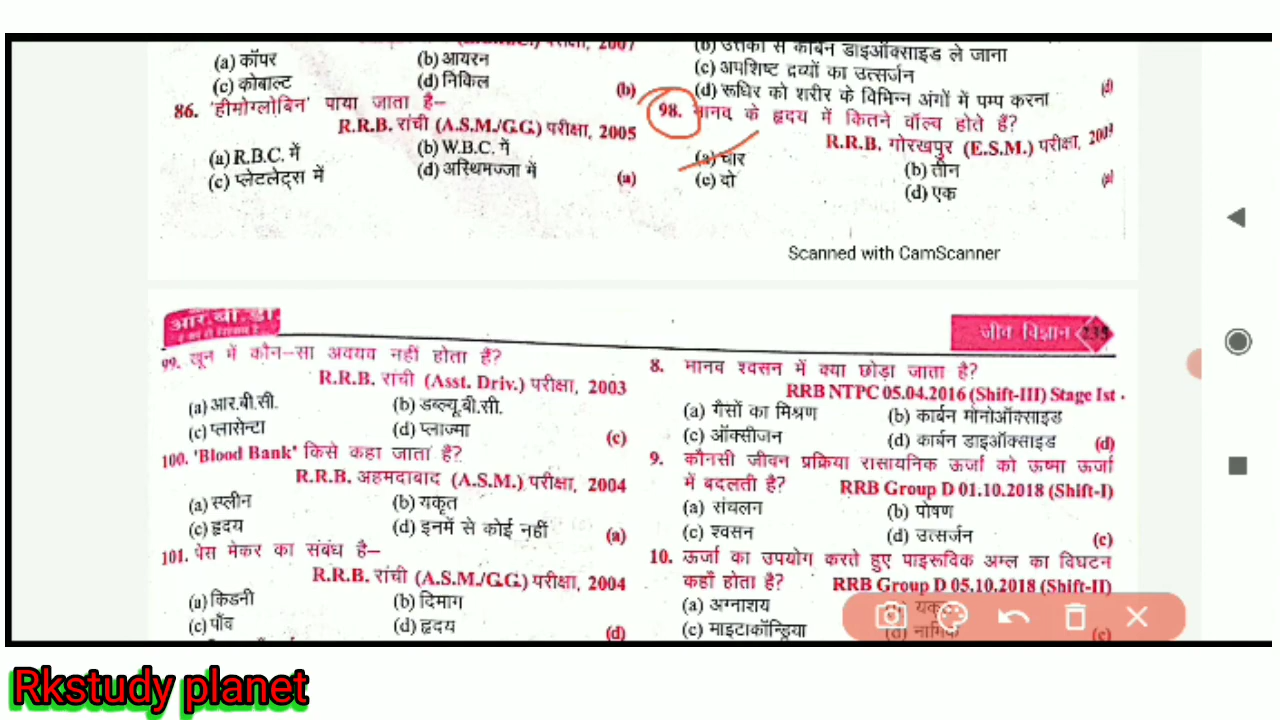 परीक्षा, 2007
(a) कॉपर
(b) आयरन
(c) कोबाल्ट
(d) निकिल
(b)
86. 'हीमोग्लोबिन' पाया जाता है–
R.R.B. रांची (A.S.M./G.G.) परीक्षा, 2005
(a) R.B.C. में
(b) W.B.C. में
(c) प्लेटलेट्स में
(d) अस्थिमज्जा में
(a)
(b) उत्तकों से कार्बन डाइऑक्साइड ले जाना
(c) अपशिष्ट द्रव्यों का उत्सर्जन
(d) रूधिर को शरीर के विभिन्न अंगों में पम्प करना
(d)
98. मानव के हृदय में कितने वॉल्व होते हैं?
R.R.B. गोरखपुर (E.S.M.) परीक्षा,
(a) चार
(b) तीन
(c) दो
(d) एक
Scanned with CamScanner
आर.बी.डी
जीव विज्ञान 235
99. खून में कौन-सा अवयव नहीं होता है?
R.R.B. रांची (Asst. Driv.) परीक्षा, 2003
(a) आर.बी.सी.
(b) डब्ल्यू.बी.सी.
(c) प्लासेन्टा
(d) प्लाज्मा
(c)
100. 'Blood Bank' किसे कहा जाता है?
R.R.B. अहमदाबाद (A.S.M.) परीक्षा, 2004
(a) स्प्लीन
(b) यकृत
(c) हृदय
(d) इनमें से कोई नहीं
(a)
101. पेस मेकर का संबंध है–
R.R.B. रांची (A.S.M./G.G.) परीक्षा, 2004
(a) किडनी
(b) दिमाग
(c) पाँव
(d) हृदय
(d)
8. मानव श्वसन में क्या छोड़ा जाता है?
RRB NTPC 05.04.2016 (Shift-III) Stage Ist
(a) गैसों का मिश्रण
(b) कार्बन मोनोऑक्साइड
(c) ऑक्सीजन
(d) कार्बन डाइऑक्साइड
(d)
9. कौनसी जीवन प्रक्रिया रासायनिक ऊर्जा को ऊष्मा ऊर्जा
में बदलती है? RRB Group D 01.10.2018 (Shift-I)
(a) संचलन
(b) पोषण
(c) श्वसन
(d) उत्सर्जन
(c)
10. ऊर्जा का उपयोग करते हुए पाइरूविक अम्ल का विघटन
कहाँ होता है? RRB Group D 05.10.2018 (Shift-II)
(a) अग्नाशय
(c) माइटाकॉन्ड्रिया
(c)
Rkstudy planet